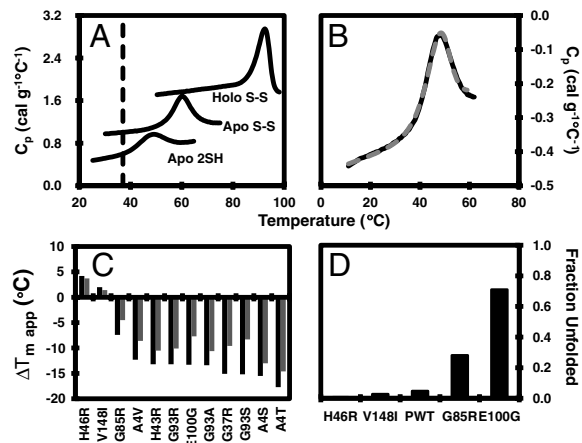 A
B
3.2
2.4
1.6
0.8
0.0
C_p (cal g⁻¹°C⁻¹)
Holo S-S
Apo S-S
Apo 2SH
20 40 60 80 100
0 20 40 60 80
Temperature (°C)
0.0
-0.1
-0.2
-0.3
-0.4
-0.5
C_p (cal g⁻¹°C⁻¹)
C
10
5
0
-5
-10
-15
-20
ΔT_m app (°C)
H46R
V148I
G85R
A4V
H43R
G93R
E100G
G93A
G37R
G93S
A4S
A4T
D
1.0
0.8
0.6
0.4
0.2
0.0
Fraction Unfolded
H46R V148I PWT G85R E100G